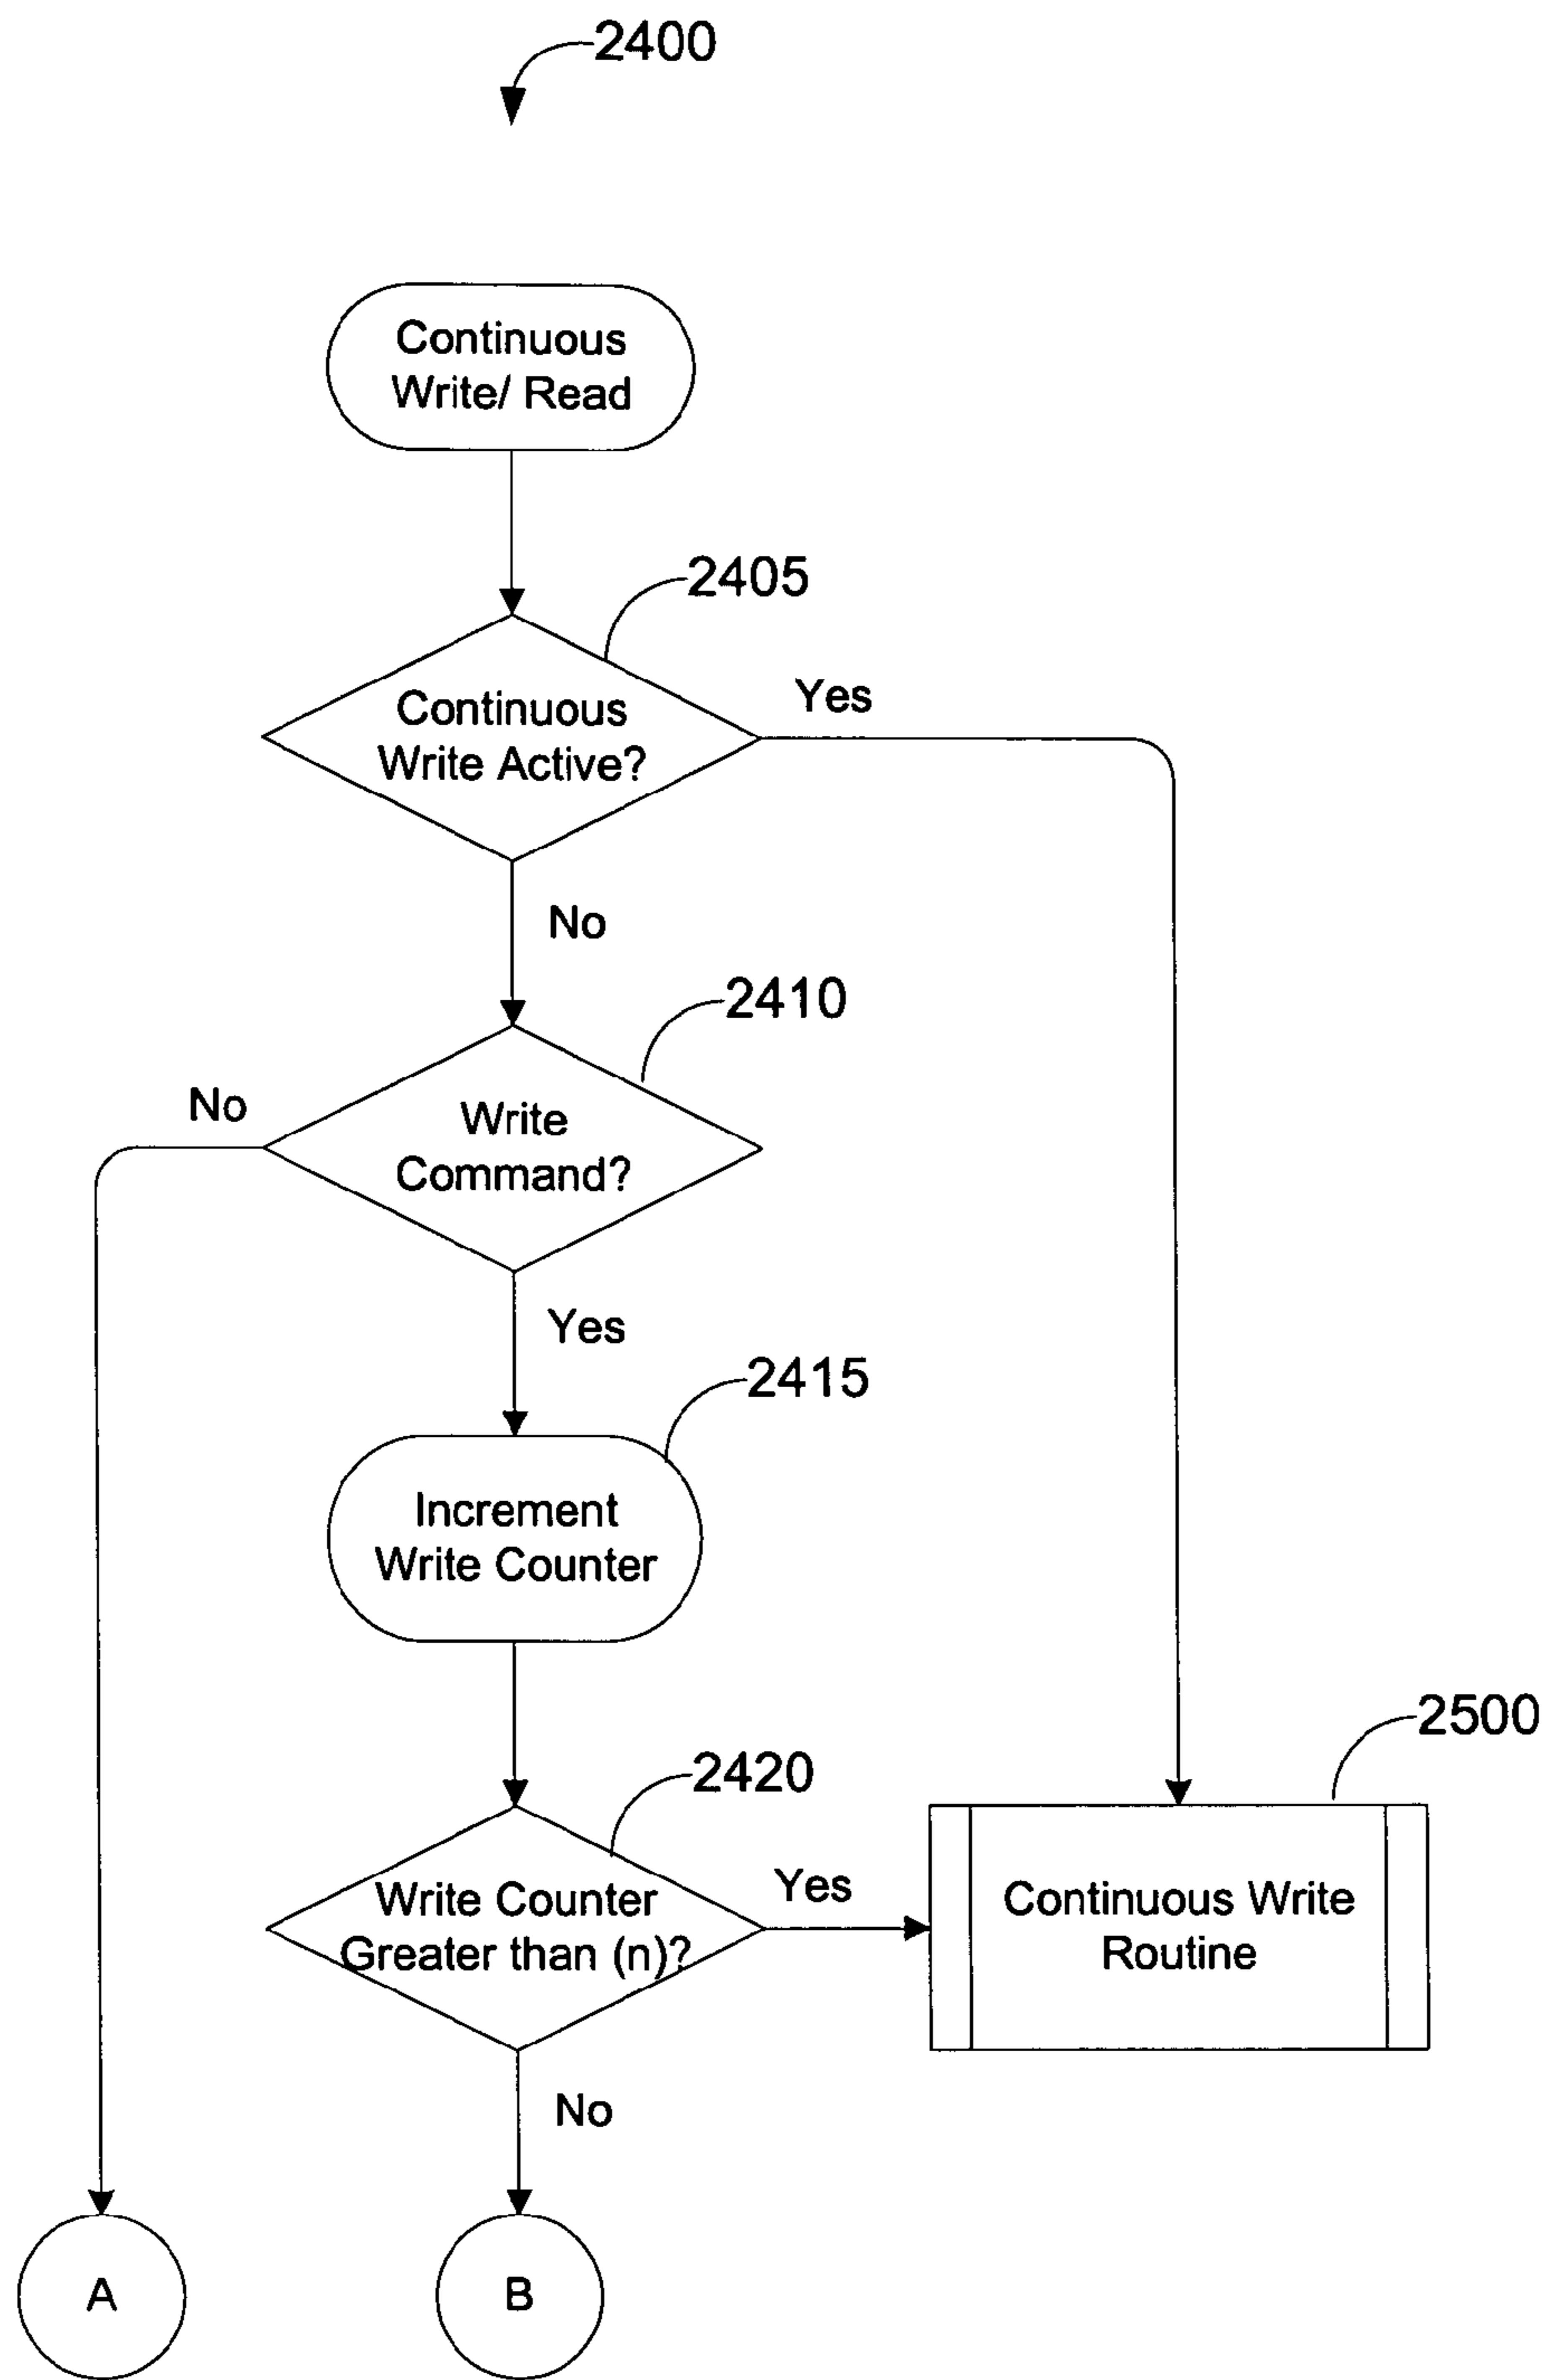 2400
Continuous
Write/ Read
2405
Continuous
Write Active?
Yes
No
2410
No
Write
Command?
Yes
2415
Increment
Write Counter
2500
2420
Write Counter
Greater than (n)?
Yes
Continuous Write
Routine
No
A
B